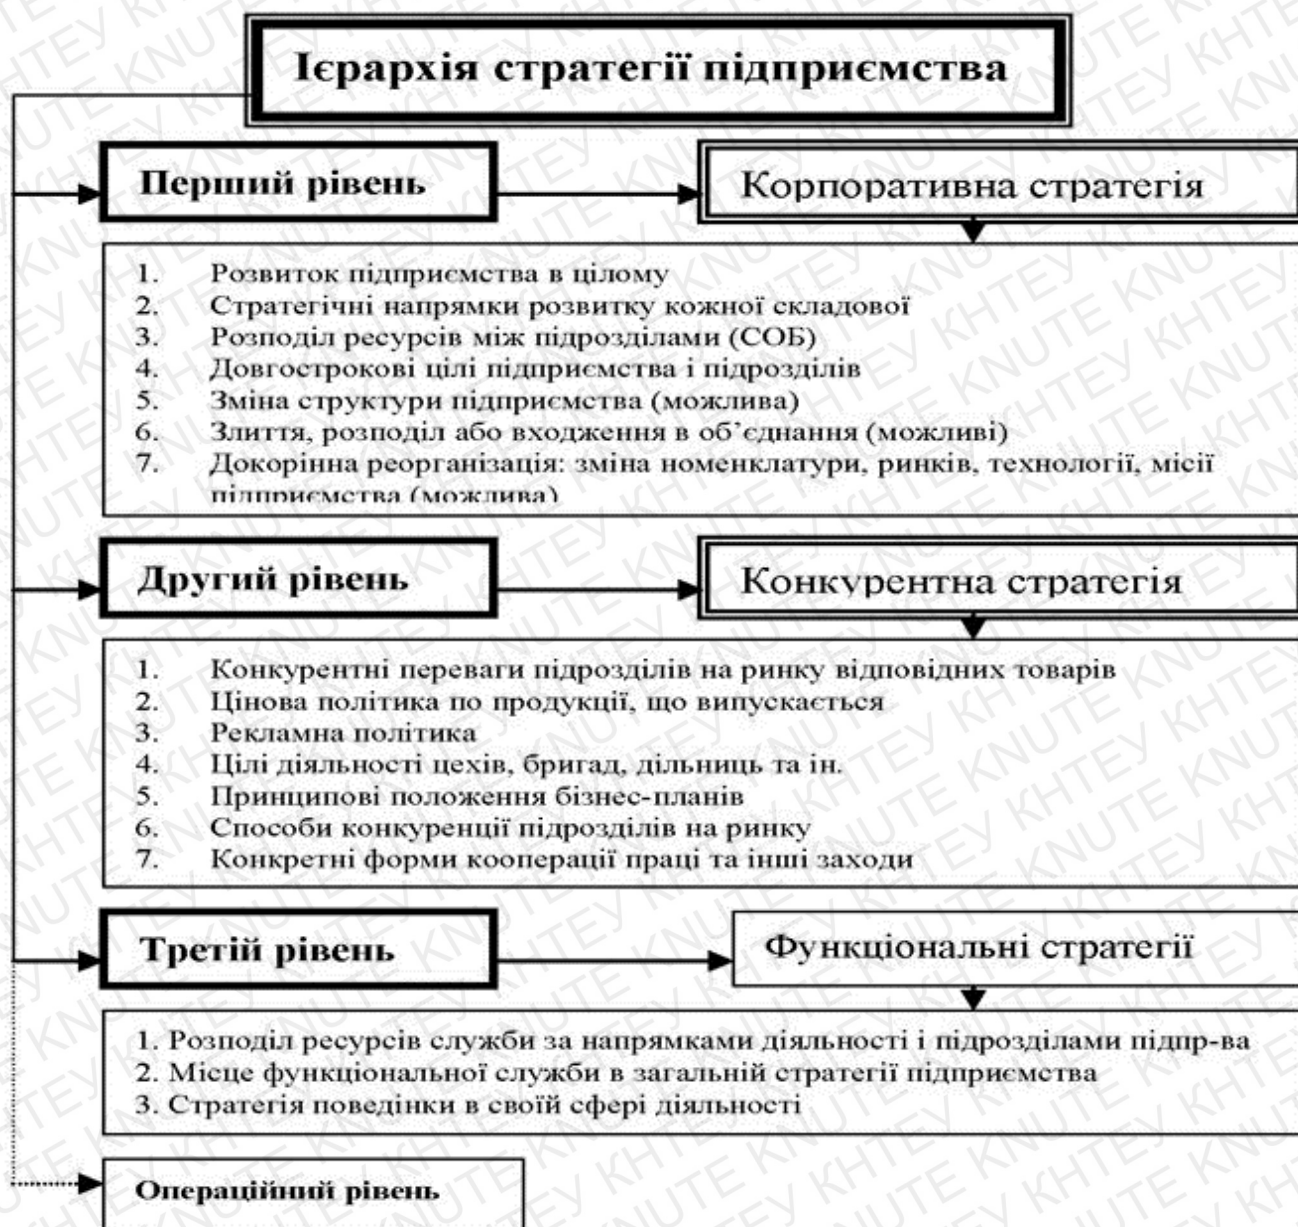 Ієрархія стратегії підприємства
Перший рівень
Корпоративна стратегія
1. Розвиток підприємства в цілому
2. Стратегічні напрямки розвитку кожної складової
3. Розподіл ресурсів між підрозділами (СОБ)
4. Довгострокові цілі підприємства і підрозділів
5. Зміна структури підприємства (можлива)
6. Злиття, розподіл або входження в об’єднання (можливі)
7. Докорінна реорганізація: зміна номенклатури, ринків, технології, місії
підприємства (можлива)
Другий рівень
Конкурентна стратегія
1. Конкурентні переваги підрозділів на ринку відповідних товарів
2. Цінова політика по продукції, що випускається
3. Рекламна політика
4. Цілі діяльності цехів, бригад, дільниць та ін.
5. Принципові положення бізнес-планів
6. Способи конкуренції підрозділів на ринку
7. Конкретні форми кооперації праці та інші заходи
Третій рівень
Функціональні стратегії
1. Розподіл ресурсів служби за напрямками діяльності і підрозділами підпр-ва
2. Місце функціональної служби в загальній стратегії підприємства
3. Стратегія поведінки в своїй сфері діяльності
Операційний рівень
КНТЕУ KNUTE